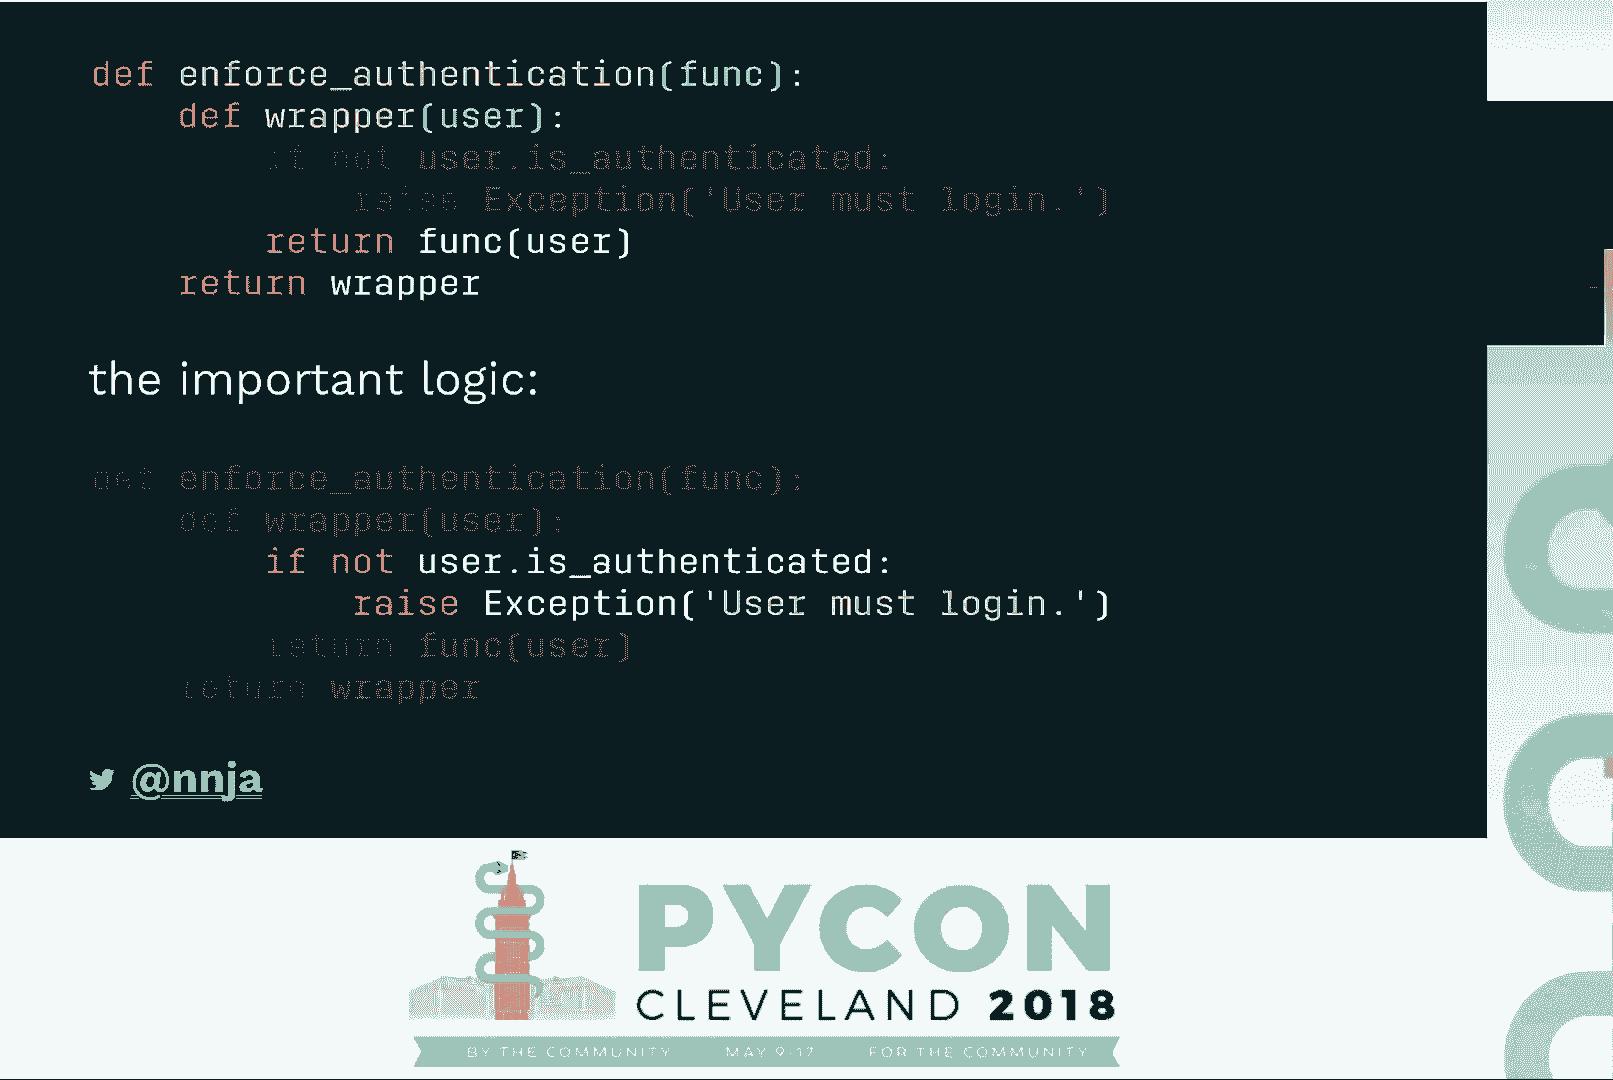 def enforce_authentication(func):
    def wrapper(user):
        if not user.is_authenticated:
            raise Exception('User must login.')
        return func(user)
    return wrapper
the important logic:
def enforce_authentication(func):
    def wrapper(user):
        if not user.is_authenticated:
            raise Exception('User must login.')
        return func(user)
    return wrapper
@nnja
PYCON
CLEVELAND 2018
BY THE COMMUNITY MAY 9-17 FOR THE COMMUNITY